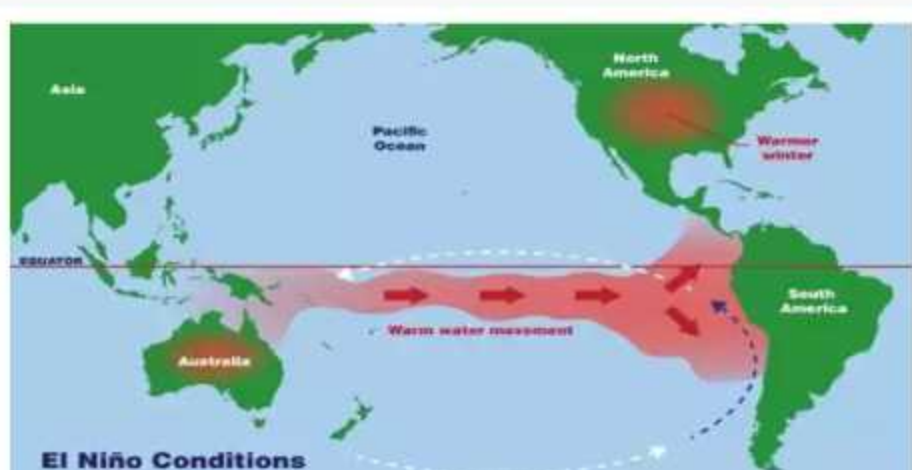 Asia
North
America
Pacific
Ocean
Warmer
winter
EQUATOR
South
America
Warm water movement
Australia
El Niño Conditions